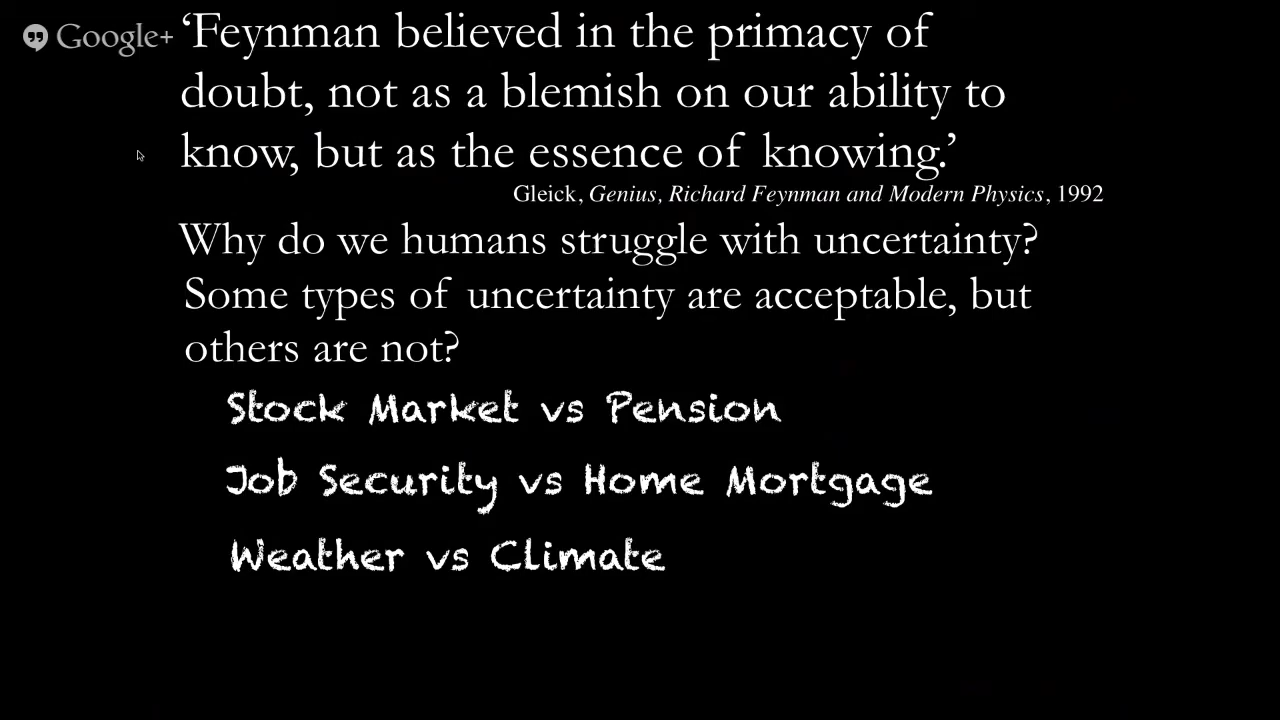 Google+
‘Feynman believed in the primacy of
doubt, not as a blemish on our ability to
know, but as the essence of knowing.’
Gleick, Genius, Richard Feynman and Modern Physics, 1992
Why do we humans struggle with uncertainty?
Some types of uncertainty are acceptable, but
others are not?
Stock Market vs Pension
Job Security vs Home Mortgage
Weather vs Climate